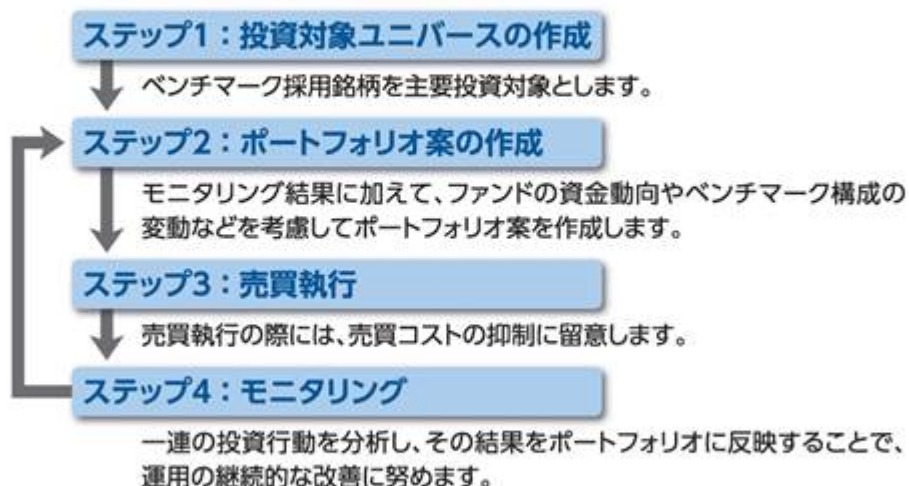 ステップ1：投資対象ユニバースの作成
ベンチマーク採用銘柄を主要投資対象とします。
ステップ2：ポートフォリオ案の作成
モニタリング結果に加えて、ファンドの資金動向やベンチマーク構成の
変動などを考慮してポートフォリオ案を作成します。
ステップ3：売買執行
売買執行の際には、売買コストの抑制に留意します。
ステップ4：モニタリング
一連の投資行動を分析し、その結果をポートフォリオに反映することで、
運用の継続的な改善に努めます。